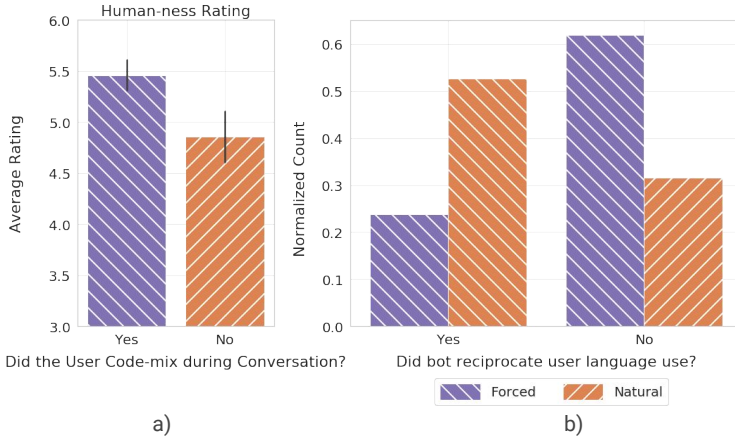 Human-ness Rating
Average Rating
6.0
5.5
5.0
4.5
4.0
3.5
3.0
Yes
No
Did the User Code-mix during Conversation?
a)
Normalized Count
0.6
0.5
0.4
0.3
0.2
0.1
0.0
Yes
No
Did bot reciprocate user language use?
Forced
Natural
b)